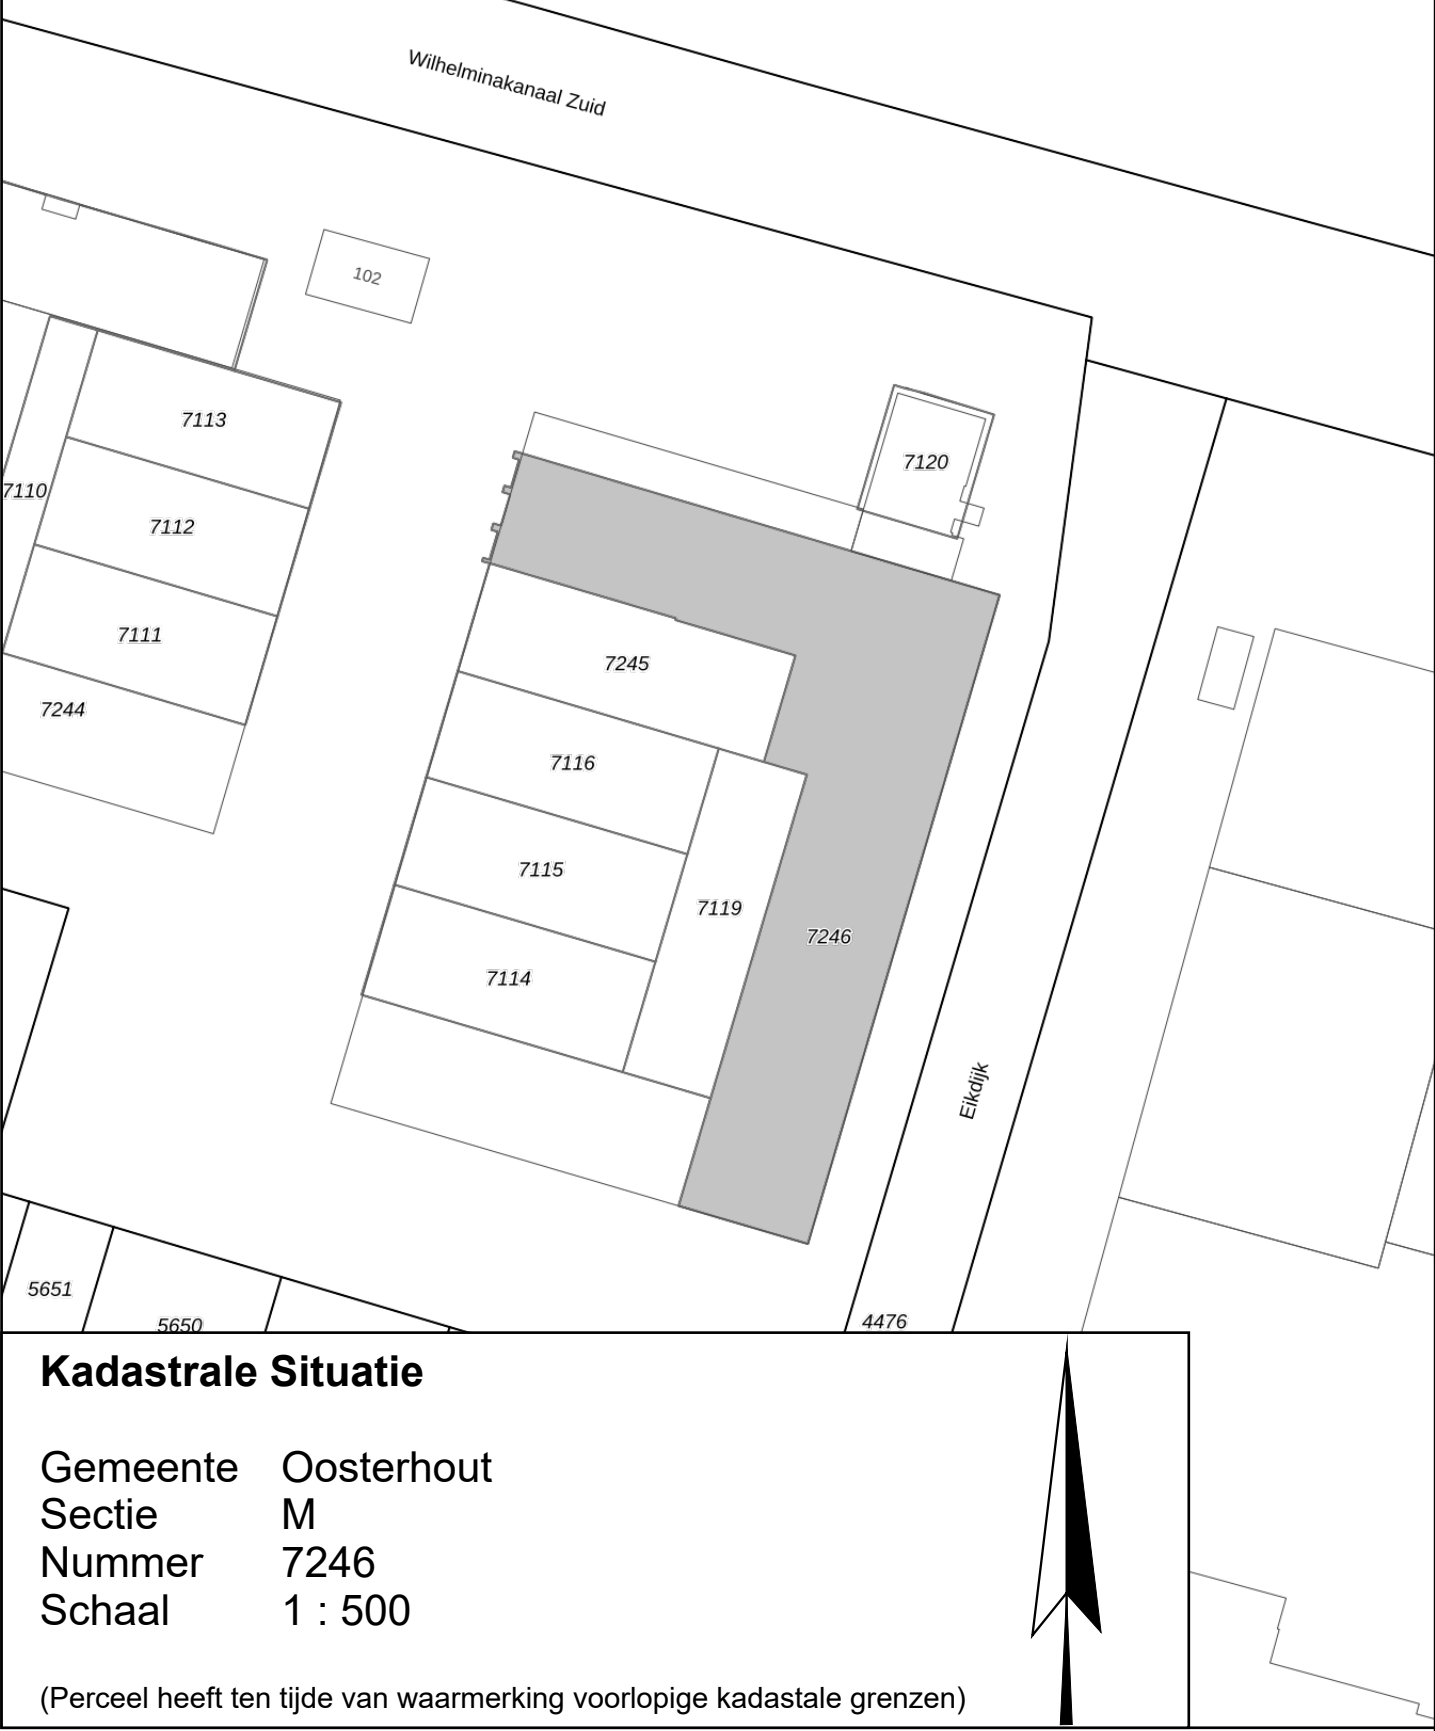 Wilhelminakanaal Zuid
102
7113
7120
7110
7112
7111
7245
7244
7116
7115
7119
7246
7114
Eikdijk
5651
5650
4476
Kadastrale Situatie
Gemeente Oosterhout
Sectie M
Nummer 7246
Schaal 1 : 500
(Perceel heeft ten tijde van waarmerking voorlopige kadastale grenzen)